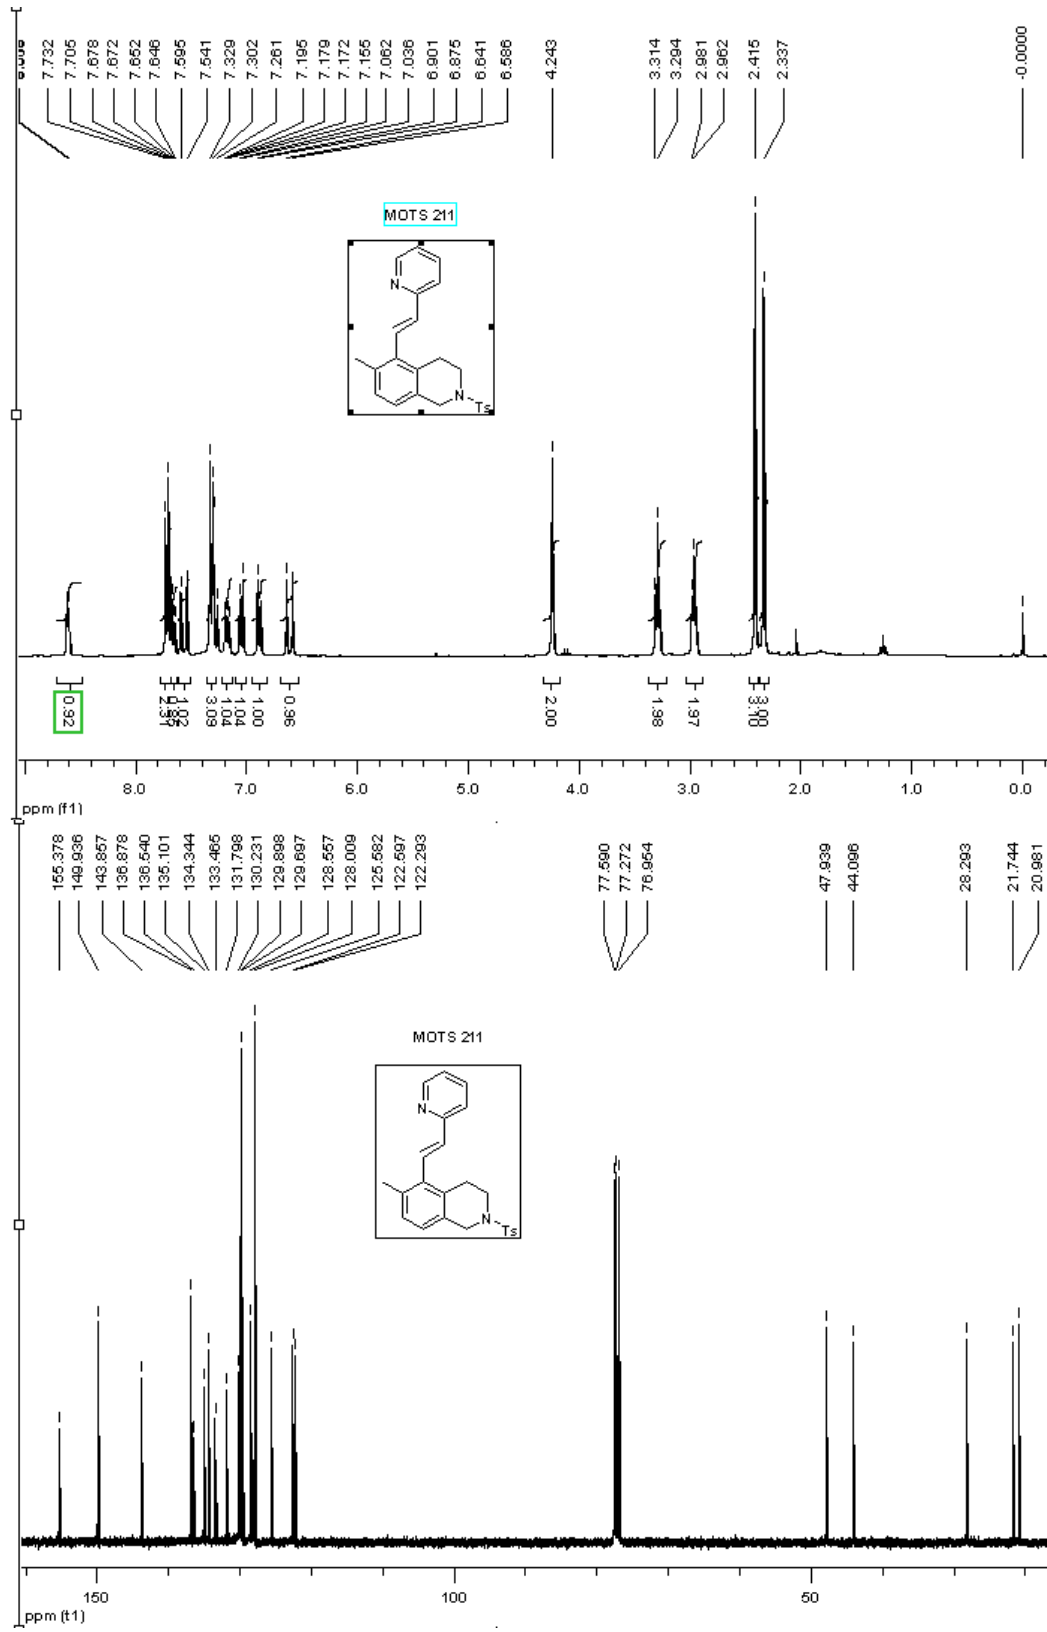 7.732 7.705 7.678 7.672 7.652 7.646 7.595 7.541 7.329 7.302 7.261 7.195 7.179 7.172 7.155 7.062 7.036 6.901 6.875 6.641 6.586 4.243 3.314 3.294 2.981 2.962 2.415 2.337 -0.0000
MOTS 211
N
N
Ts
0.92 1.02 3.09 1.04 1.04 1.00 0.96 2.00 1.98 1.97
8.0 7.0 6.0 5.0 4.0 3.0 2.0 1.0 0.0
ppm (f1)
155.378 149.936 143.857 136.878 136.540 135.101 134.344 133.465 131.798 130.231 129.898 129.697 128.557 128.009 125.582 122.597 122.293 77.590 77.272 76.954 47.939 44.096 28.293 21.744 20.981
MOTS 211
N
N
Ts
150 100 50
ppm (t1)